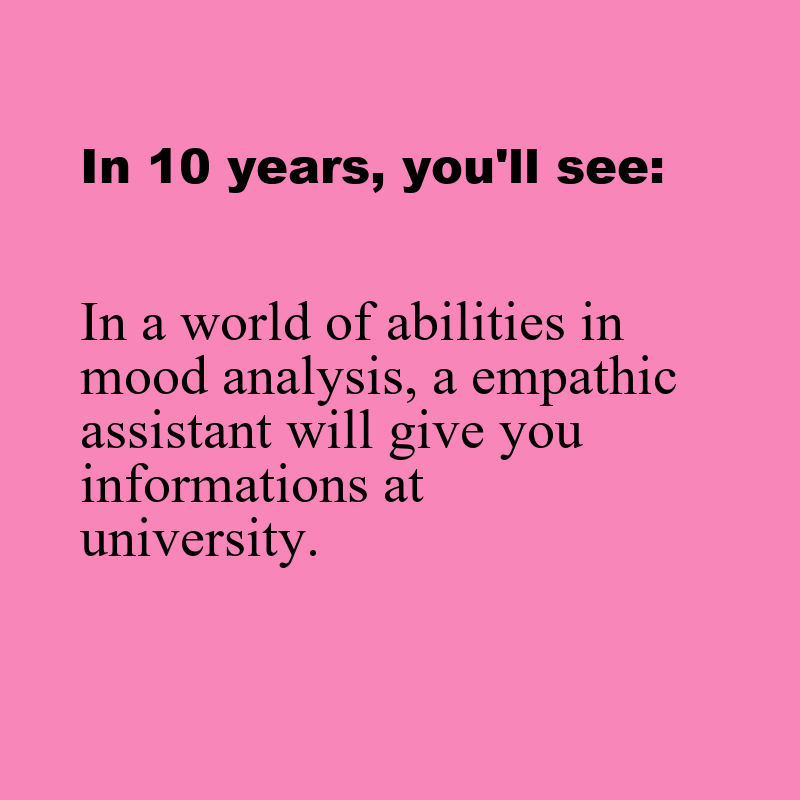 In 10 years, you'll see:
In a world of abilities in
mood analysis, a empathic
assistant will give you
informations at
university.